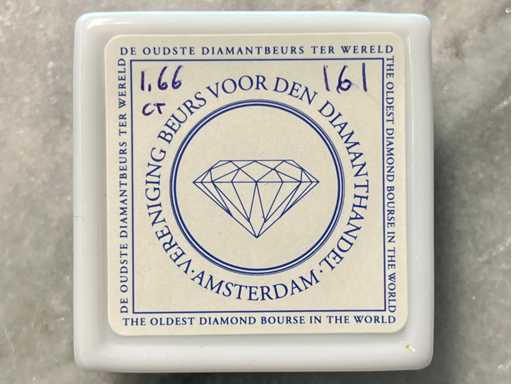 DE OUDSTE DIAMANTBEURS TER WERELD
1.66 CT
161
VERENIGING BEURS VOOR DEN DIAMANTHANDEL · AMSTERDAM ·
DE OUDSTE DIAMANTBEURS TER WERELD
THE OLDEST DIAMOND BOURSE IN THE WORLD
THE OLDEST DIAMOND BOURSE IN THE WORLD